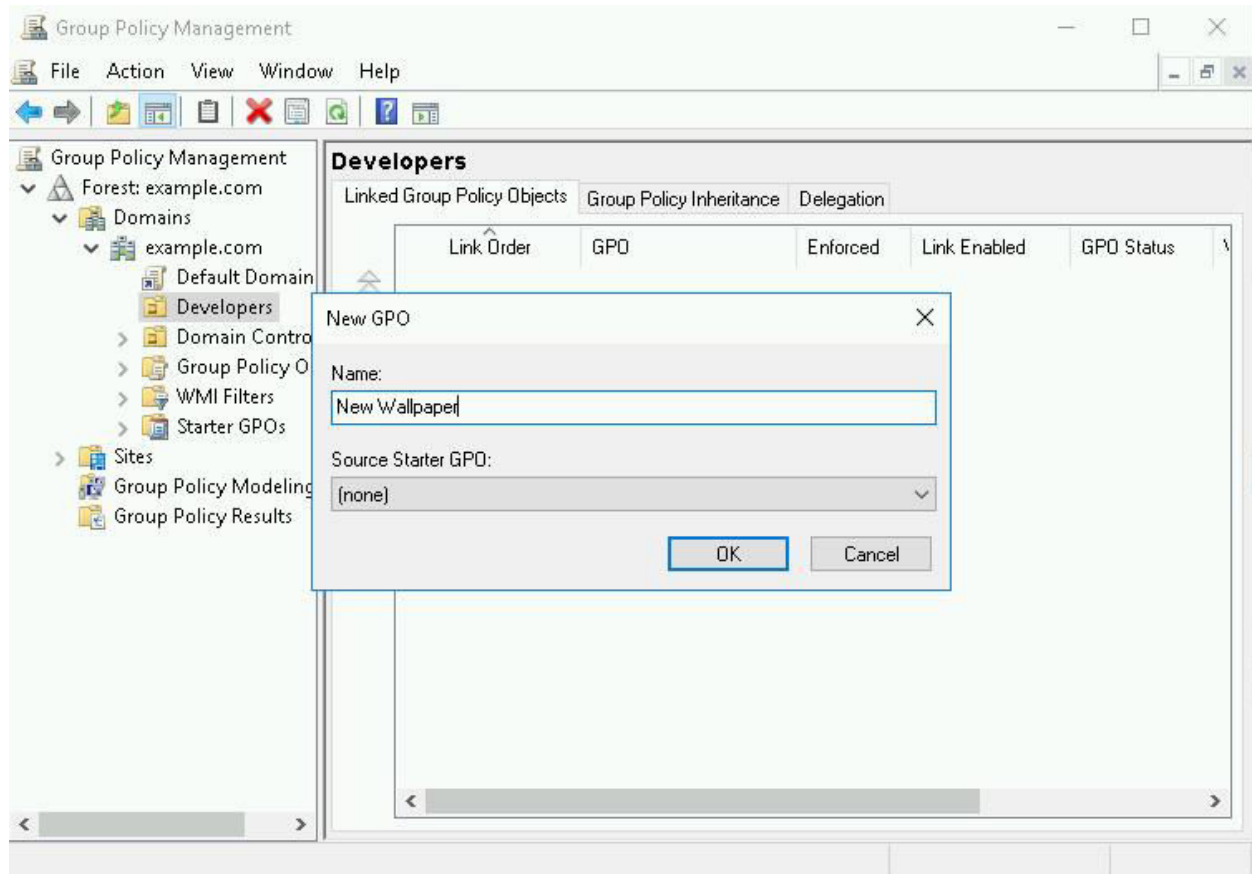 Group Policy Management
File Action View Window Help
Group Policy Management
Forest: example.com
Domains
example.com
Default Domain
Developers
Domain Contro
Group Policy O
WMI Filters
Starter GPOs
Sites
Group Policy Modeling
Group Policy Results
Developers
Linked Group Policy Objects Group Policy Inheritance Delegation
Link Order GPO Enforced Link Enabled GPO Status
New GPO
Name:
New Wallpaper
Source Starter GPO:
(none)
OK Cancel